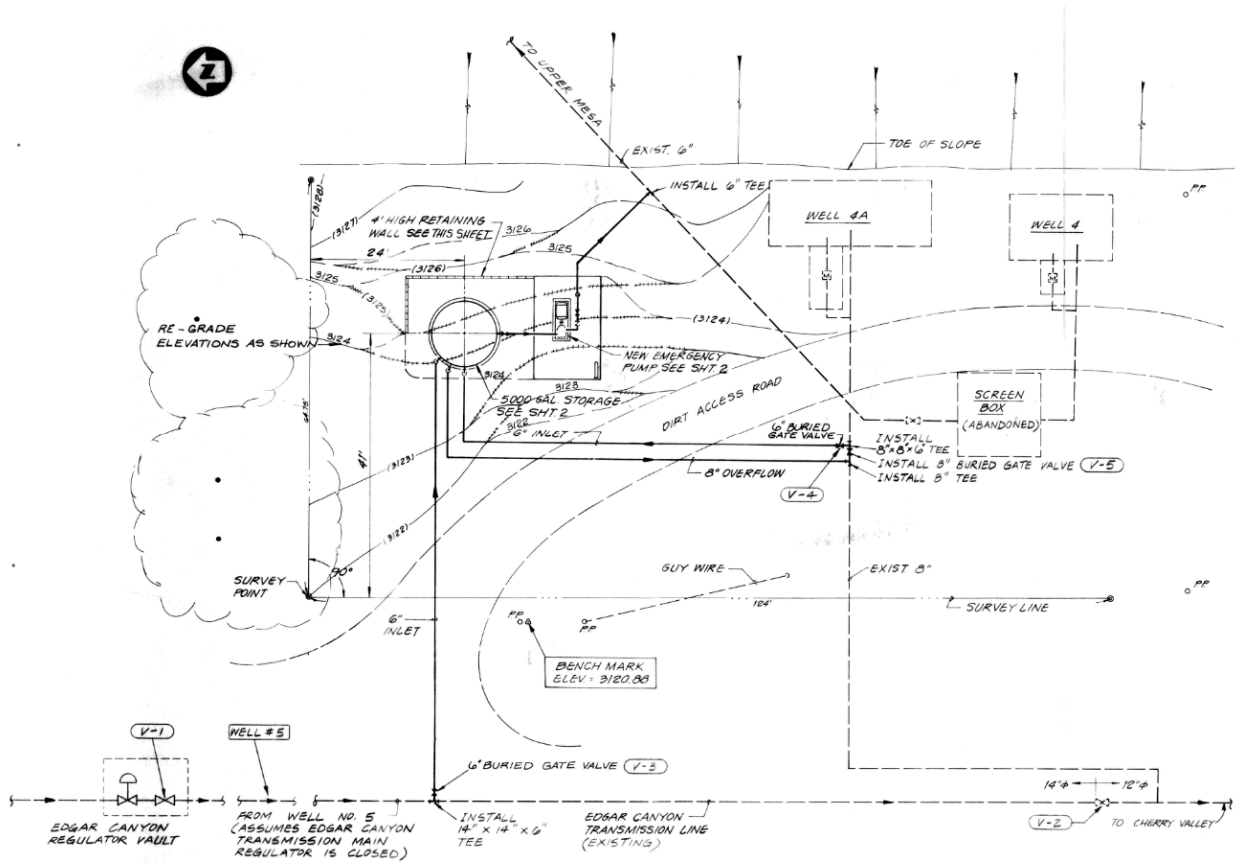 Z
TO UPPER MESA
EXIST. 6"
TOE OF SLOPE
INSTALL 6" TEE
P.P.
WELL 4A
WELL 4
(3128)
(3127)
4' HIGH RETAINING
WALL SEE THIS SHEET
3126
3125
24'
(3126)
3125
(3125)
3124
RE-GRADE
ELEVATIONS AS SHOWN
(3124)
NEW EMERGENCY
PUMP, SEE SHT. 2
3124
3123
5000 GAL STORAGE
SEE SHT. 2
3122
DIRT ACCESS ROAD
SCREEN
BOX
(ABANDONED)
64.75'
41'
6" INLET
6" BURIED
GATE VALVE
INSTALL
8"x8"x6" TEE
INSTALL 8" BURIED GATE VALVE
V-5
INSTALL 8" TEE
8" OVERFLOW
V-4
(3123)
(3122)
90°
SURVEY
POINT
GUY WIRE
EXIST 8"
124'
SURVEY LINE
P.P.
6"
INLET
P.P.
P.P.
BENCH MARK
ELEV. = 3120.88
V-1
WELL #5
6" BURIED GATE VALVE
V-3
14"φ
12"φ
EDGAR CANYON
REGULATOR VAULT
FROM WELL NO. 5
(ASSUMES EDGAR CANYON
TRANSMISSION MAIN
REGULATOR IS CLOSED)
INSTALL
14" X 14" X 6"
TEE
EDGAR CANYON
TRANSMISSION LINE
(EXISTING)
V-2
TO CHERRY VALLEY